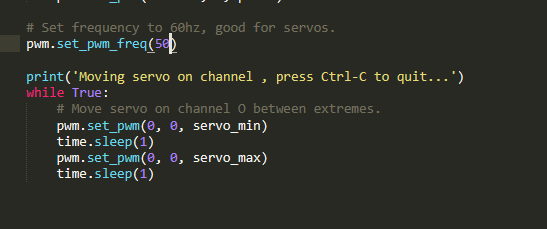 # Set frequency to 60hz, good for servos.
pwm.set_pwm_freq(50)
print('Moving servo on channel , press Ctrl-C to quit...')
while True:
    # Move servo on channel O between extremes.
    pwm.set_pwm(0, 0, servo_min)
    time.sleep(1)
    pwm.set_pwm(0, 0, servo_max)
    time.sleep(1)